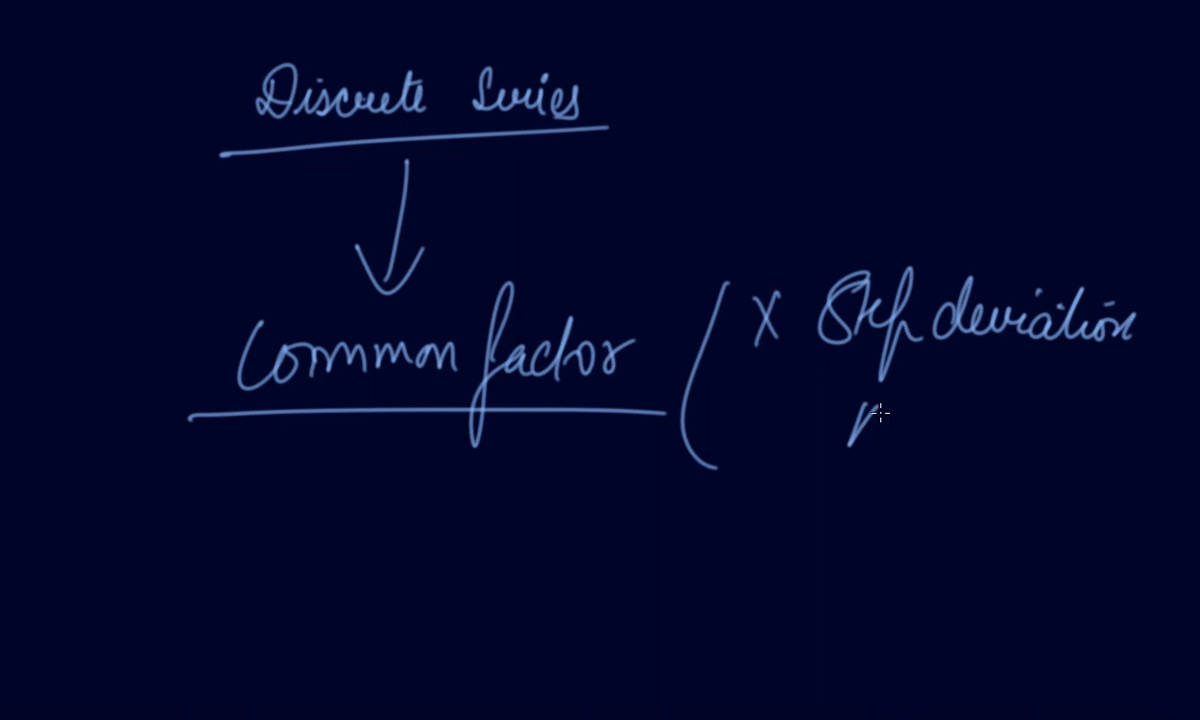 Discrete Series
Common factor ( X Step deviation